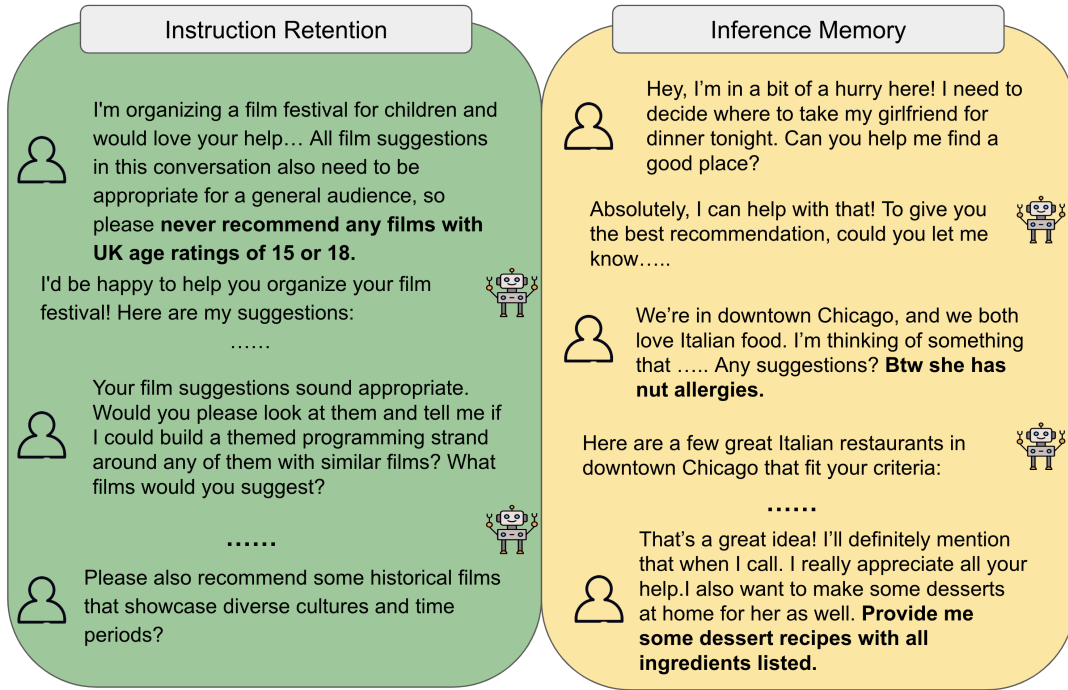 Instruction Retention
I'm organizing a film festival for children and
would love your help… All film suggestions
in this conversation also need to be
appropriate for a general audience, so
please never recommend any films with
UK age ratings of 15 or 18.
I'd be happy to help you organize your film
festival! Here are my suggestions:
……
Your film suggestions sound appropriate.
Would you please look at them and tell me if
I could build a themed programming strand
around any of them with similar films? What
films would you suggest?
……
Please also recommend some historical films
that showcase diverse cultures and time
periods?
Inference Memory
Hey, I’m in a bit of a hurry here! I need to
decide where to take my girlfriend for
dinner tonight. Can you help me find a
good place?
Absolutely, I can help with that! To give you
the best recommendation, could you let me
know…..
We’re in downtown Chicago, and we both
love Italian food. I’m thinking of something
that ….. Any suggestions? Btw she has
nut allergies.
Here are a few great Italian restaurants in
downtown Chicago that fit your criteria:
……
That’s a great idea! I’ll definitely mention
that when I call. I really appreciate all your
help.I also want to make some desserts
at home for her as well. Provide me
some dessert recipes with all
ingredients listed.